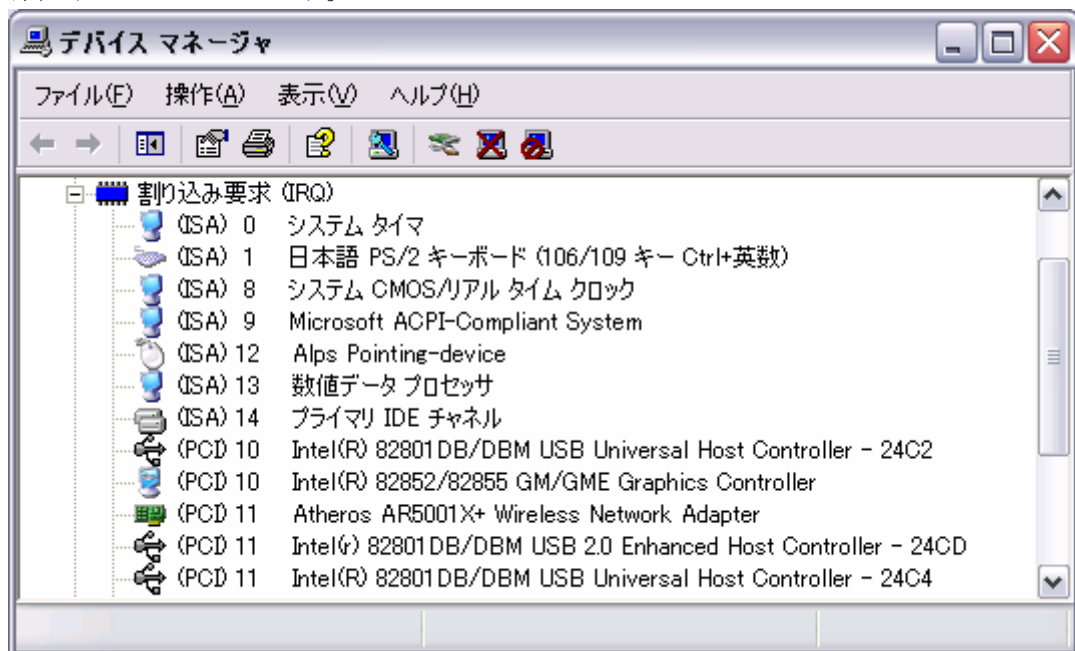 デバイス マネージャ
ファイル(F) 操作(A) 表示(V) ヘルプ(H)
割り込み要求 (IRQ)
(ISA) 0 システム タイマ
(ISA) 1 日本語 PS/2 キーボード (106/109 キー Ctrl+英数)
(ISA) 8 システム CMOS/リアル タイム クロック
(ISA) 9 Microsoft ACPI-Compliant System
(ISA) 12 Alps Pointing-device
(ISA) 13 数値データ プロセッサ
(ISA) 14 プライマリ IDE チャネル
(PCI) 10 Intel(R) 82801DB/DBM USB Universal Host Controller - 24C2
(PCI) 10 Intel(R) 82852/82855 GM/GME Graphics Controller
(PCI) 11 Atheros AR5001X+ Wireless Network Adapter
(PCI) 11 Intel(r) 82801DB/DBM USB 2.0 Enhanced Host Controller - 24CD
(PCI) 11 Intel(R) 82801DB/DBM USB Universal Host Controller - 24C4